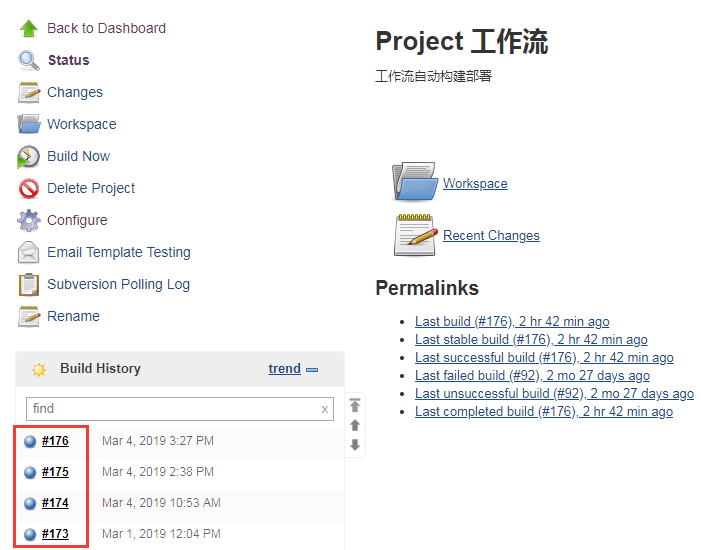 Back to Dashboard
Status
Changes
Workspace
Build Now
Delete Project
Configure
Email Template Testing
Subversion Polling Log
Rename
Build History trend
find x
#176 Mar 4, 2019 3:27 PM
#175 Mar 4, 2019 2:38 PM
#174 Mar 4, 2019 10:53 AM
#173 Mar 1, 2019 12:04 PM
Project 工作流
工作流自动构建部署
Workspace
Recent Changes
Permalinks
Last build (#176), 2 hr 42 min ago
Last stable build (#176), 2 hr 42 min ago
Last successful build (#176), 2 hr 42 min ago
Last failed build (#92), 2 mo 27 days ago
Last unsuccessful build (#92), 2 mo 27 days ago
Last completed build (#176), 2 hr 42 min ago